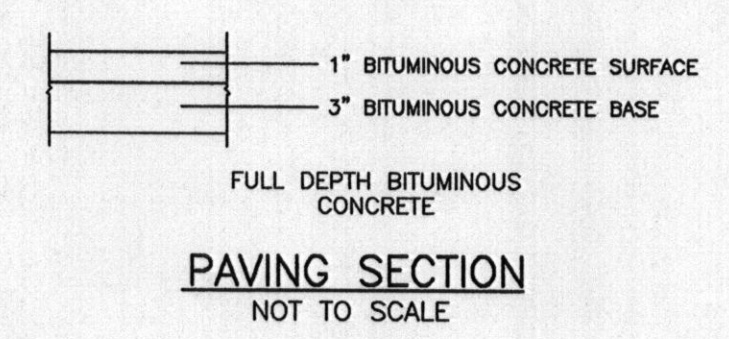 1" BITUMINOUS CONCRETE SURFACE
3" BITUMINOUS CONCRETE BASE
FULL DEPTH BITUMINOUS
CONCRETE
PAVING SECTION
NOT TO SCALE